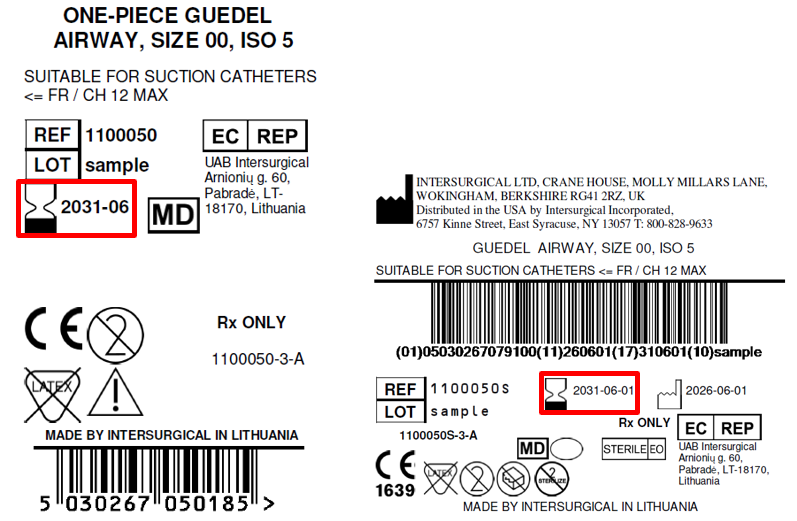 ONE-PIECE GUEDEL
AIRWAY, SIZE 00, ISO 5
SUITABLE FOR SUCTION CATHETERS
<= FR / CH 12 MAX
REF 1100050
LOT sample
2031-06
MD
EC REP
UAB Intersurgical
Arnionių g. 60,
Pabradė, LT-
18170, Lithuania
CE
2
Rx ONLY
1100050-3-A
LATEX
MADE BY INTERSURGICAL IN LITHUANIA
5 030267 050185 >
INTERSURGICAL LTD, CRANE HOUSE, MOLLY MILLARS LANE,
WOKINGHAM, BERKSHIRE RG41 2RZ, UK
Distributed in the USA by Intersurgical Incorporated,
6757 Kinne Street, East Syracuse, NY 13057 T: 800-828-9633
GUEDEL AIRWAY, SIZE 00, ISO 5
SUITABLE FOR SUCTION CATHETERS <= FR / CH 12 MAX
(01)05030267079100(11)260601(17)310601(10)sample
REF 1100050S
LOT sample
1100050S-3-A
2031-06-01
2026-06-01
Rx ONLY
EC REP
MD
STERILE EO
UAB Intersurgical
Arnionių g. 60,
Pabradė, LT-18170,
Lithuania
CE
1639
LATEX
2
2
STERILIZE
MADE BY INTERSURGICAL IN LITHUANIA